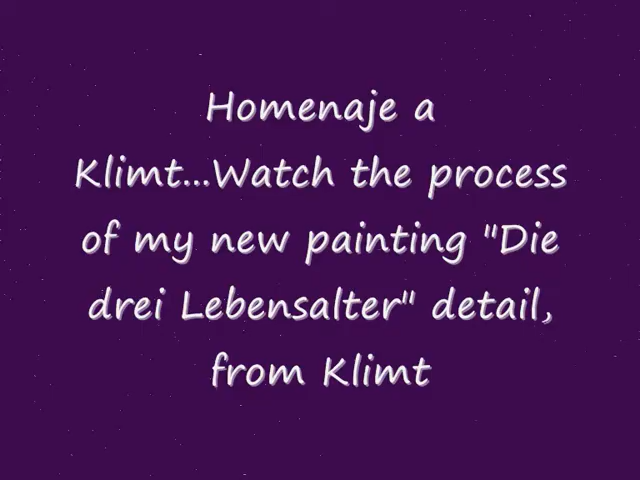 Homenaje a
Klimt...Watch the process
of my new painting "Die
drei Lebensalter" detail,
from Klimt